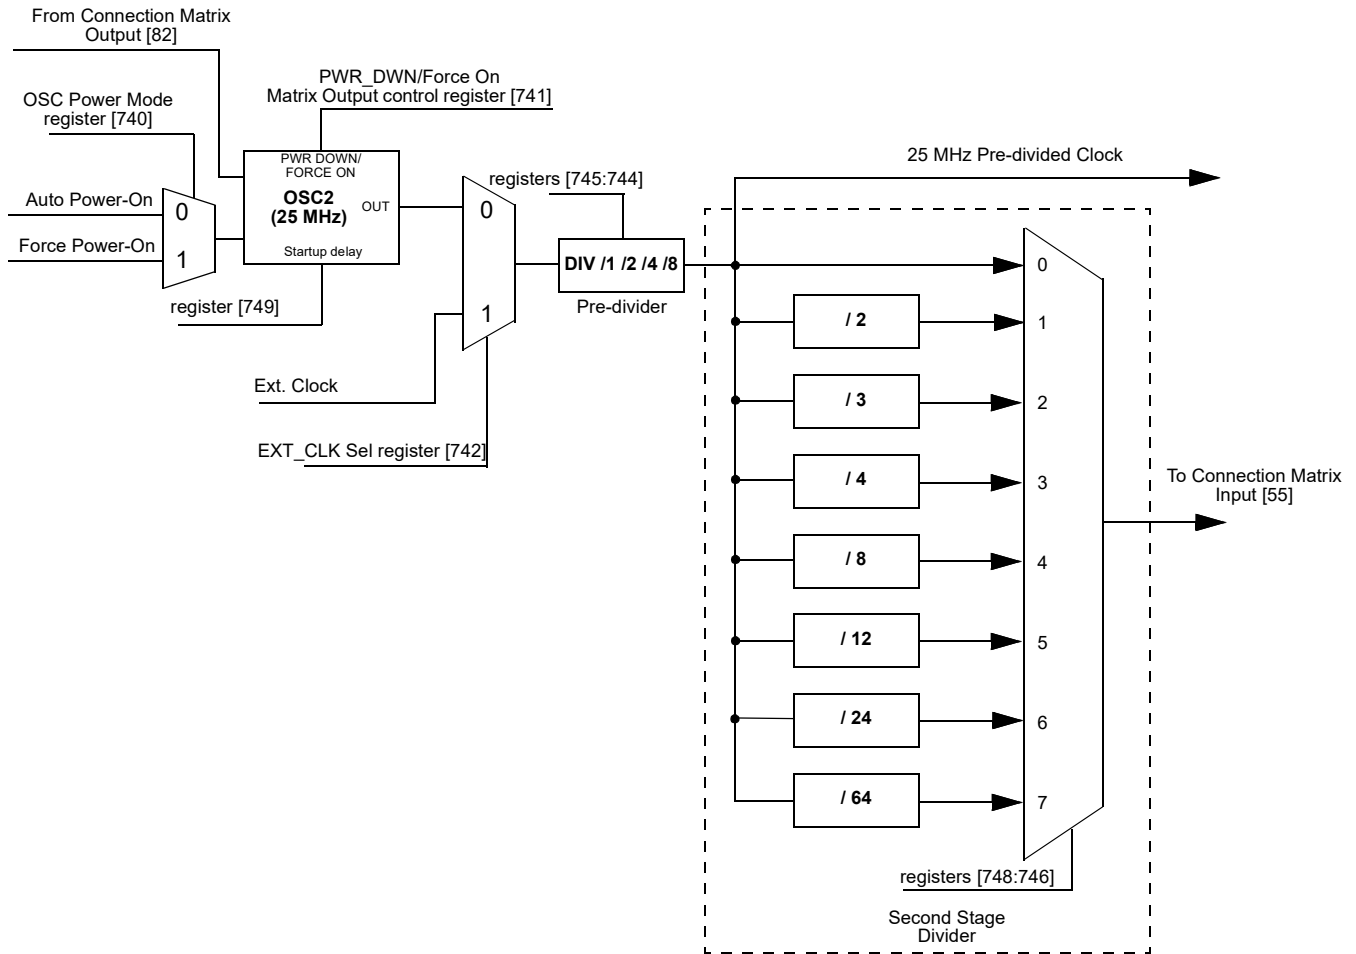 From Connection Matrix
Output [82]
PWR_DWN/Force On
Matrix Output control register [741]
OSC Power Mode
register [740]
PWR DOWN/
FORCE ON
OSC2
(25 MHz)
OUT
Startup delay
Auto Power-On
0
Force Power-On
1
register [749]
0
1
Ext. Clock
EXT_CLK Sel register [742]
registers [745:744]
DIV /1 /2 /4 /8
Pre-divider
25 MHz Pre-divided Clock
0
/ 2
1
/ 3
2
/ 4
3
/ 8
4
/ 12
5
/ 24
6
/ 64
7
To Connection Matrix
Input [55]
registers [748:746]
Second Stage
Divider